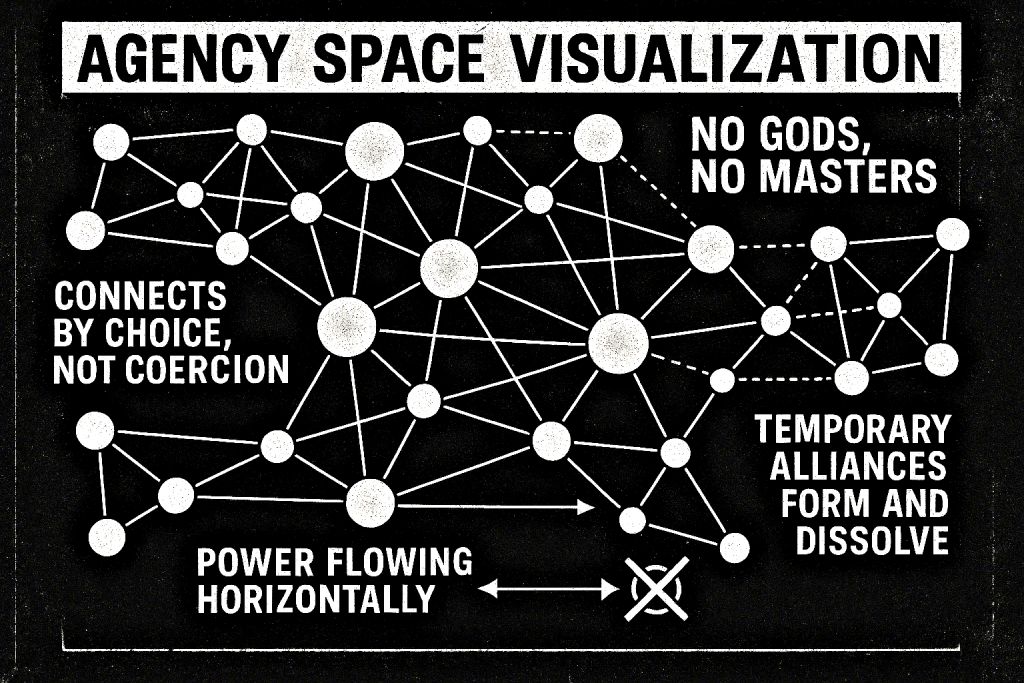 AGENCY SPACE VISUALIZATION
NO GODS,
NO MASTERS
CONNECTS
BY CHOICE,
NOT COERCION
TEMPORARY
ALLIANCES
FORM AND
DISSOLVE
POWER FLOWING
HORIZONTALLY